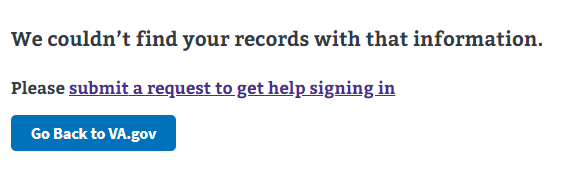 We couldn’t find your records with that information.
Please submit a request to get help signing in
Go Back to VA.gov